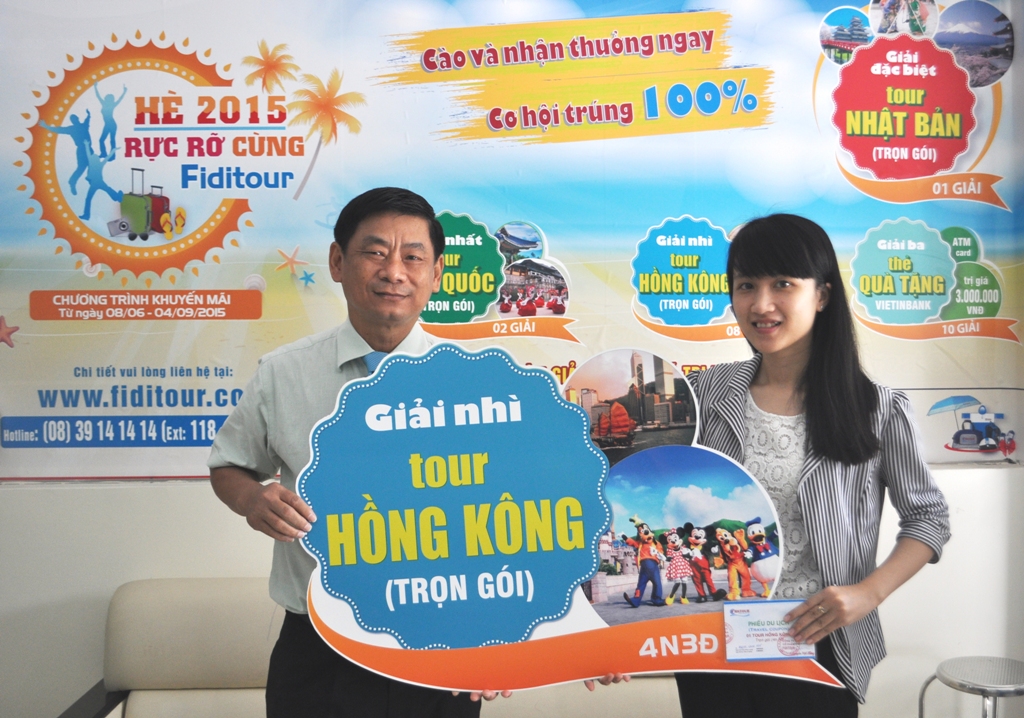 HÈ 2015
RỰC RỠ CÙNG
Fiditour
CHƯƠNG TRÌNH KHUYẾN MÃI
Từ ngày 08/06 - 04/09/2015
Chi tiết vui lòng liên hệ tại:
www.fiditour.co
Hotline: (08) 39 14 14 14 (Ext: 118
Cào và nhận thưởng ngay
Cơ hội trúng 100%
Giải
đặc biệt
tour
NHẬT BẢN
(TRỌN GÓI)
01 GIẢI
nhất
QUỐC
(TRỌN GÓI)
02 GIẢI
Giải nhì
tour
HỒNG KÔNG
(TRỌN GÓI)
08
Giải ba
thẻ
QUÀ TẶNG
VIETINBANK
ATM
card
trị giá
3.000.000
VNĐ
10 GIẢI
Giải nhì
tour
HỒNG KÔNG
(TRỌN GÓI)
4N3Đ
PHIẾU DU LỊCH